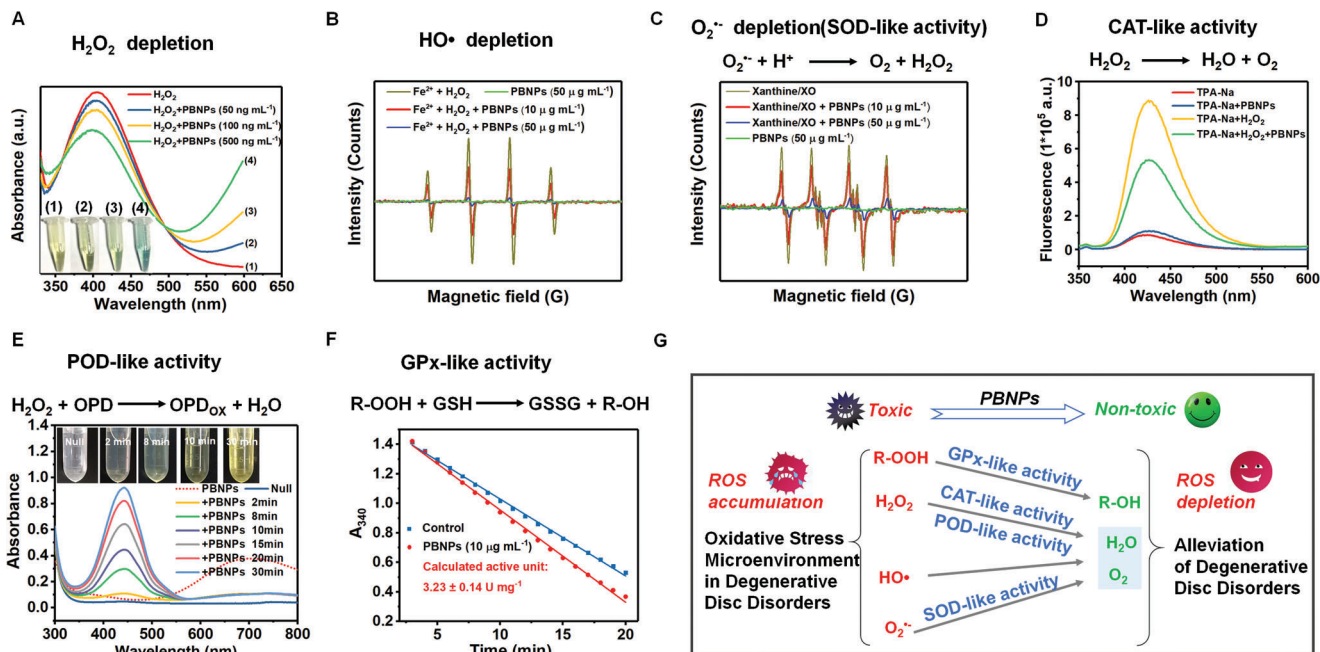 A
H₂O₂ depletion
Absorbance (a.u.)
H₂O₂
H₂O₂+PBNPs (50 ng mL⁻¹)
H₂O₂+PBNPs (100 ng mL⁻¹)
H₂O₂+PBNPs (500 ng mL⁻¹)
(4)
(3)
(2)
(1)
(1) (2) (3) (4)
350 400 450 500 550 600 650
Wavelength (nm)
B
HO• depletion
Intensity (Counts)
Fe²⁺ + H₂O₂ PBNPs (50 μ g mL⁻¹)
Fe²⁺ + H₂O₂ + PBNPs (10 μ g mL⁻¹)
Fe²⁺ + H₂O₂ + PBNPs (50 μ g mL⁻¹)
Magnetic field (G)
C
O₂•⁻ depletion(SOD-like activity)
O₂•⁻ + H⁺ → O₂ + H₂O₂
Intensity (Counts)
Xanthine/XO
Xanthine/XO + PBNPs (10 μ g mL⁻¹)
Xanthine/XO + PBNPs (50 μ g mL⁻¹)
PBNPs (50 μ g mL⁻¹)
Magnetic field (G)
D
CAT-like activity
H₂O₂ → H₂O + O₂
Fluorescence (1*10⁵ a.u.)
10
8
6
4
2
0
TPA-Na
TPA-Na+PBNPs
TPA-Na+H₂O₂
TPA-Na+H₂O₂+PBNPs
350 400 450 500 550 600
Wavelength (nm)
E
POD-like activity
H₂O₂ + OPD → OPDOX + H₂O
Absorbance
1.4
1.2
1.0
0.8
0.6
0.4
0.2
0.0
Null 2 min 8 min 10 min 30 min
PBNPs Null
+PBNPs 2min
+PBNPs 8min
+PBNPs 10min
+PBNPs 15min
+PBNPs 20min
+PBNPs 30min
300 400 500 600 700 800
Wavelength (nm)
F
GPx-like activity
R-OOH + GSH → GSSG + R-OH
A₃₄₀
1.4
1.2
1.0
0.8
0.6
0.4
Control
PBNPs (10 μg mL⁻¹)
Calculated active unit:
3.23 ± 0.14 U mg⁻¹
5 10 15 20
Time (min)
G
Toxic PBNPs Non-toxic
ROS
accumulation
Oxidative Stress
Microenvironment
in Degenerative
Disc Disorders
R-OOH
H₂O₂
HO•
O₂•⁻
GPx-like activity
CAT-like activity
POD-like activity
SOD-like activity
R-OH
H₂O
O₂
ROS
depletion
Alleviation
of Degenerative
Disc Disorders